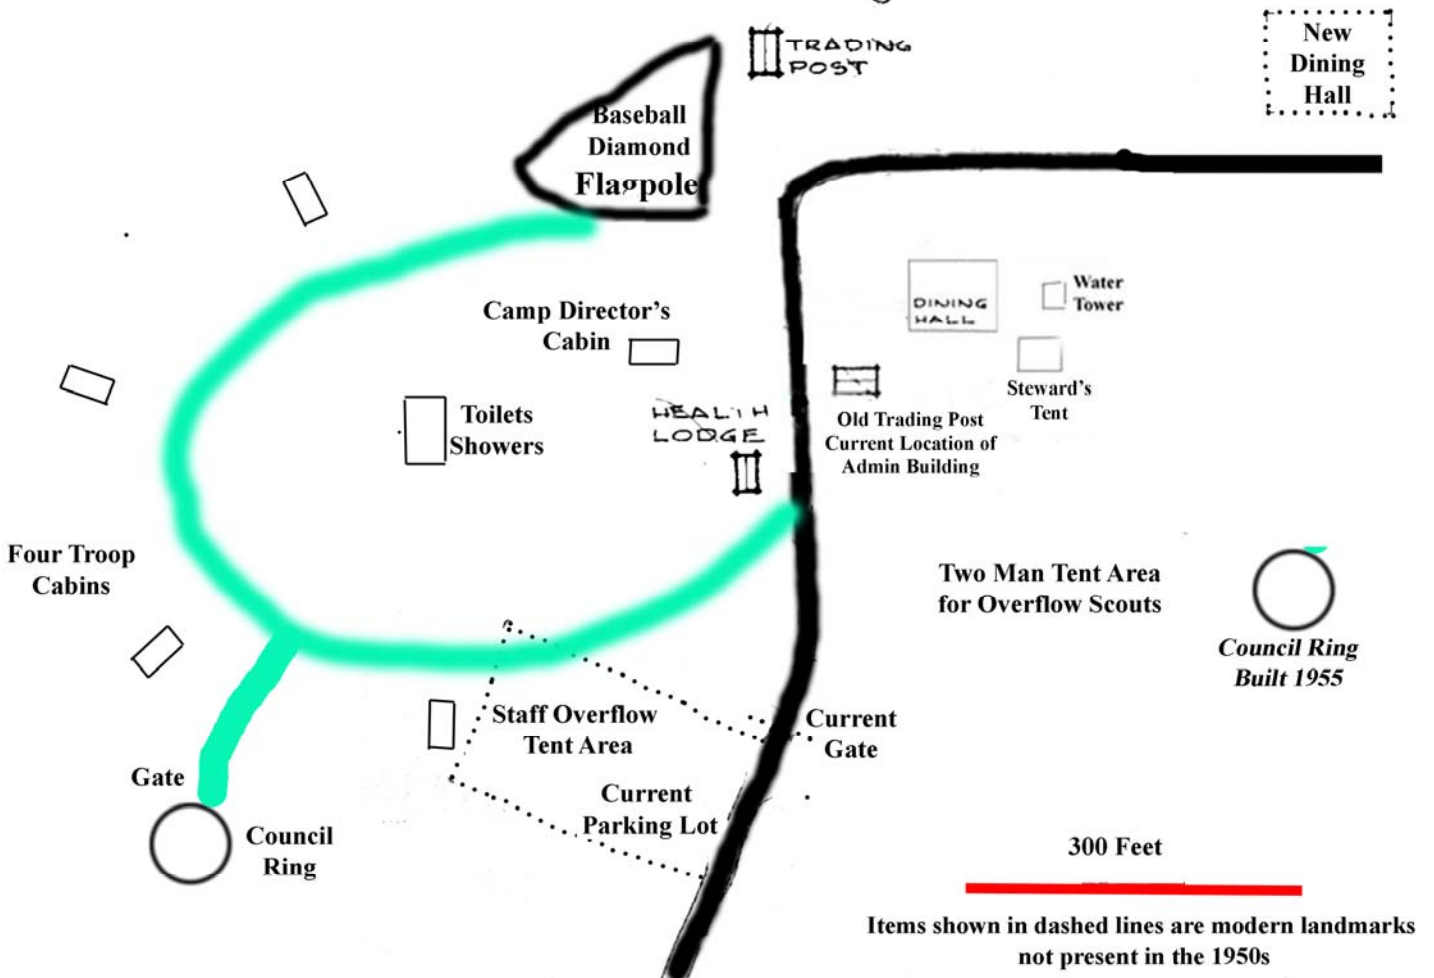 TRADING
POST
New
Dining
Hall
Baseball
Diamond
Flagpole
Camp Director's
Cabin
DINING
HALL
Water
Tower
Steward's
Tent
Toilets
Showers
HEALTH
LODGE
Old Trading Post
Current Location of
Admin Building
Four Troop
Cabins
Two Man Tent Area
for Overflow Scouts
Council Ring
Built 1955
Staff Overflow
Tent Area
Current
Gate
Gate
Current
Parking Lot
Council
Ring
300 Feet
Items shown in dashed lines are modern landmarks
not present in the 1950s